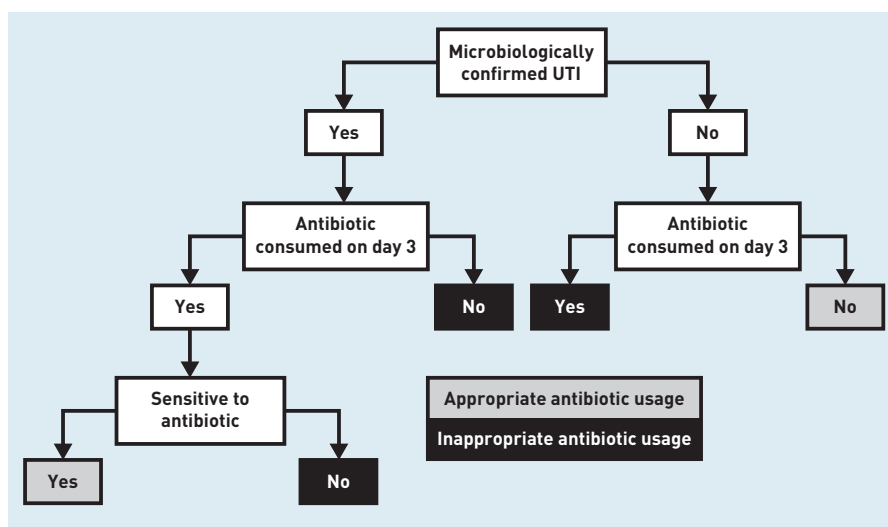 Microbiologically
confirmed UTI
Yes
No
Antibiotic
consumed on day 3
Antibiotic
consumed on day 3
Yes
No
Yes
No
Sensitive to
antibiotic
Appropriate antibiotic usage
Inappropriate antibiotic usage
Yes
No